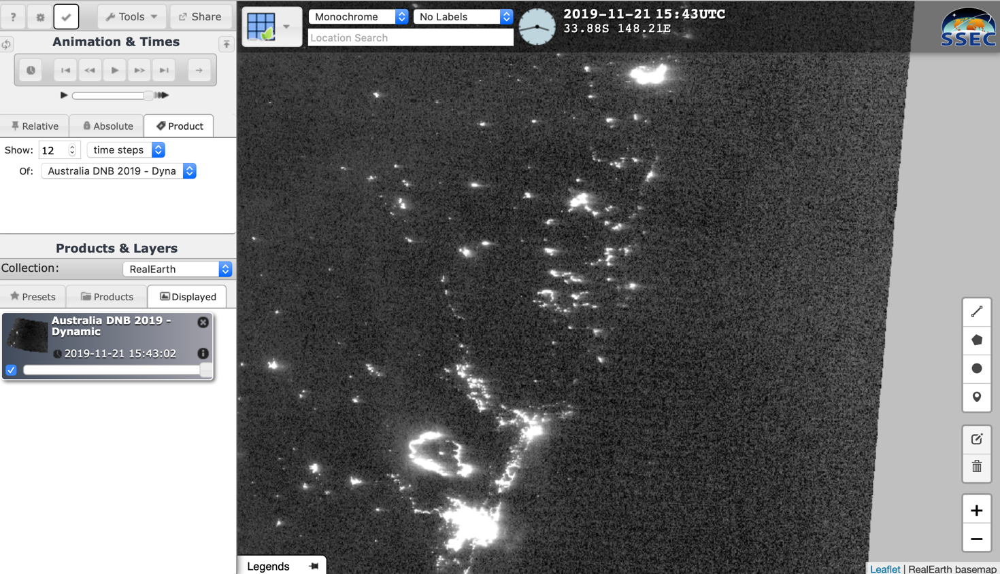 ?
Tools
Share
Animation & Times
Relative
Absolute
Product
Show:
12
time steps
Of:
Australia DNB 2019 - Dyna
Products & Layers
Collection:
RealEarth
Presets
Products
Displayed
Australia DNB 2019 -
Dynamic
2019-11-21 15:43:02
i
Monochrome
No Labels
Location Search
2019-11-21 15:43UTC
33.88S 148.21E
SSEC
+
−
Legends
Leaflet | RealEarth basemap